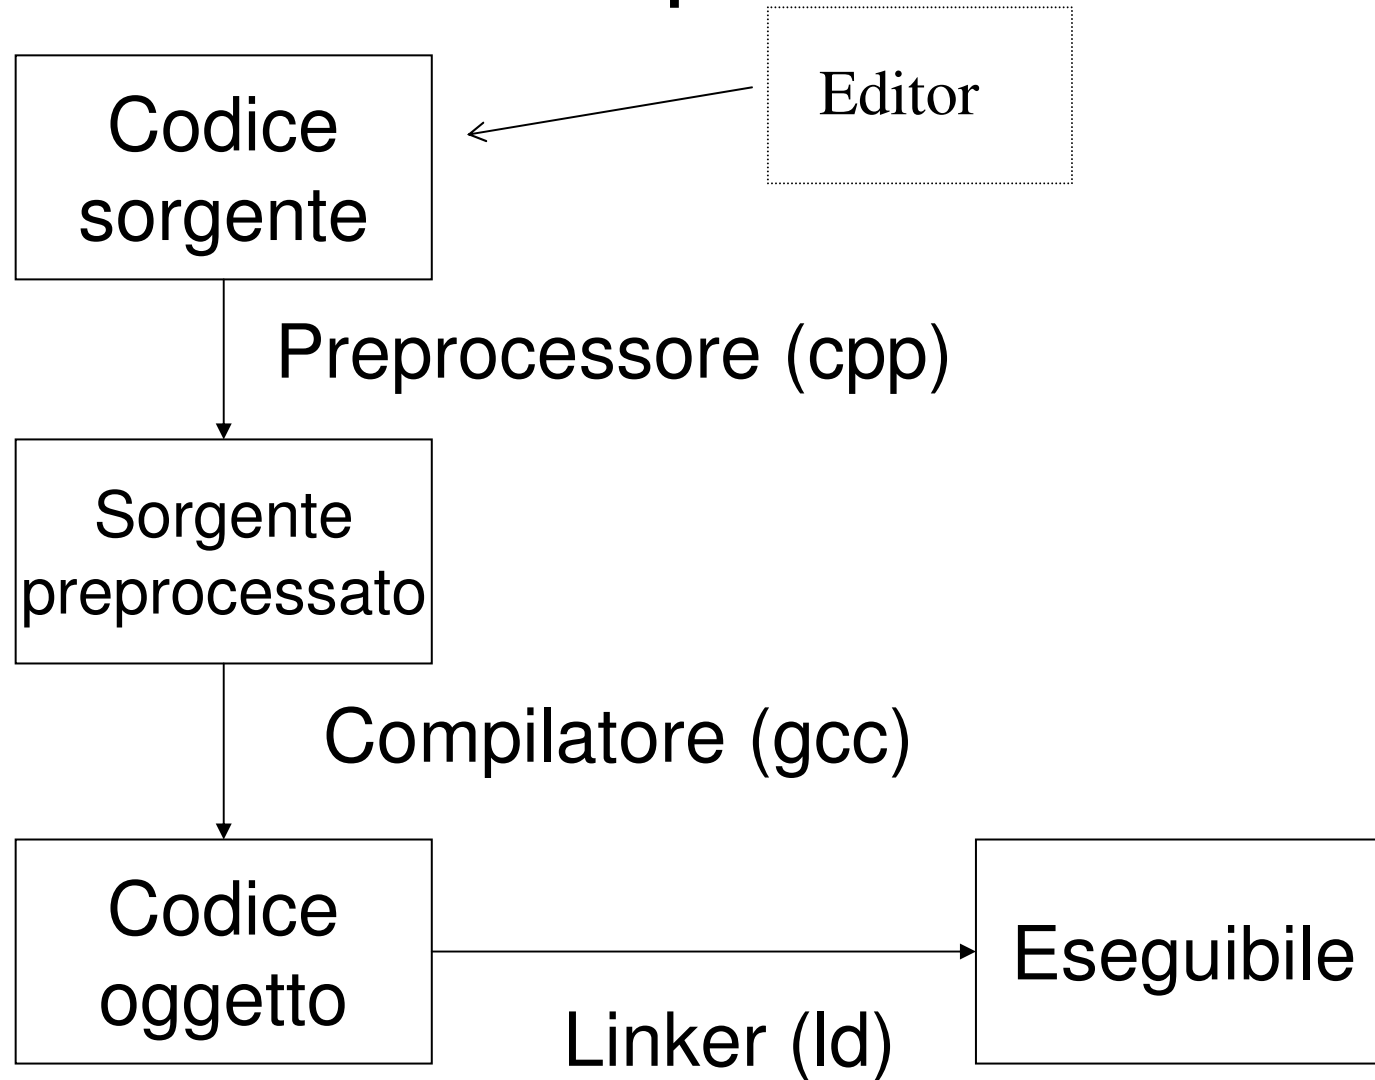 Editor
Codice
sorgente
Preprocessore (cpp)
Sorgente
preprocessato
Compilatore (gcc)
Codice
oggetto
Eseguibile
Linker (ld)